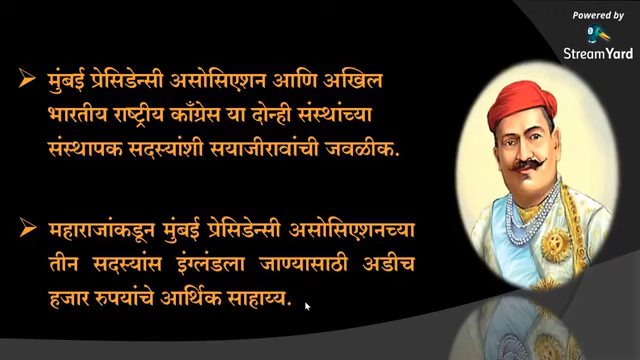 Powered by
StreamYard
मुंबई प्रेसिडेन्सी असोसिएशन आणि अखिल
भारतीय राष्ट्रीय काँग्रेस या दोन्ही संस्थांच्या
संस्थापक सदस्यांशी सयाजीरावांची जवळीक.
महाराजांकडून मुंबई प्रेसिडेन्सी असोसिएशनच्या
तीन सदस्यांस इंग्लंडला जाण्यासाठी अडीच
हजार रुपयांचे आर्थिक साहाय्य.